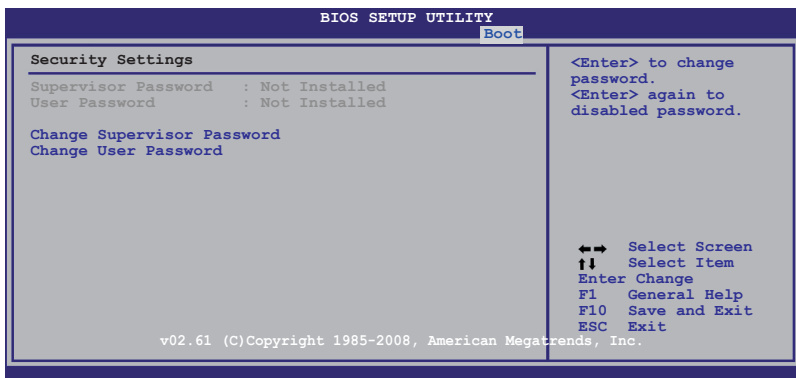 BIOS SETUP UTILITY
Boot
Security Settings
Supervisor Password : Not Installed
User Password : Not Installed
Change Supervisor Password
Change User Password
<Enter> to change
password.
<Enter> again to
disabled password.
←→ Select Screen
↑↓ Select Item
Enter Change
F1 General Help
F10 Save and Exit
ESC Exit
v02.61 (C)Copyright 1985-2008, American Megatrends, Inc.